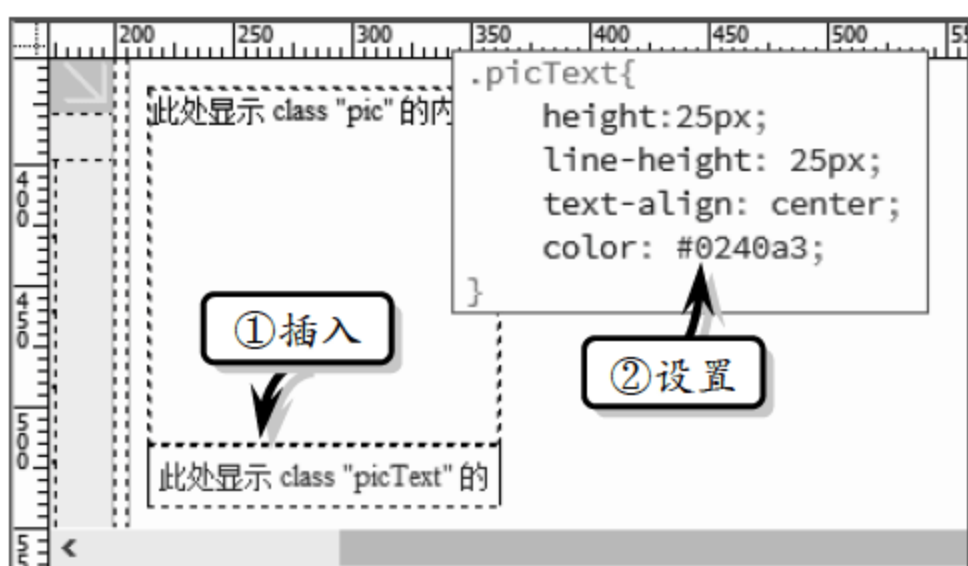 200 250 300 350 400 450 500 55
400
450
500
55
此处显示 class "pic" 的内
.picText{
height:25px;
line-height: 25px;
text-align: center;
color: #0240a3;
}
①插入
②设置
此处显示 class "picText" 的